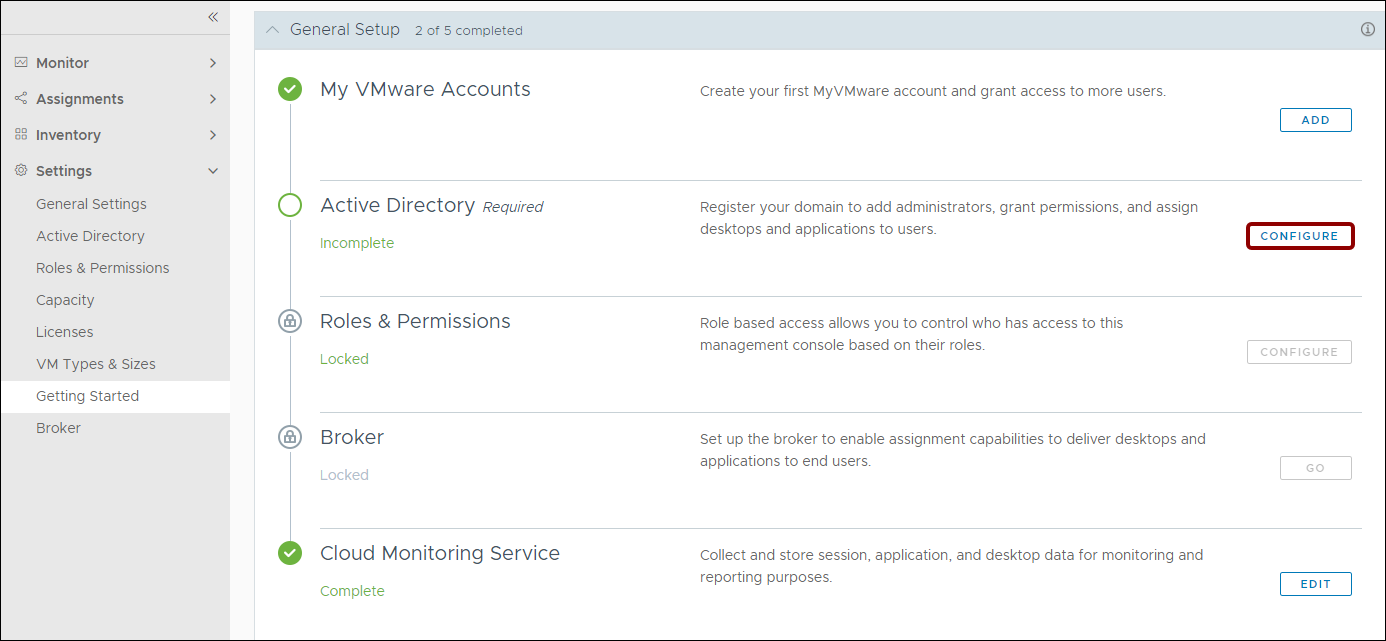 Monitor
Assignments
Inventory
Settings
General Settings
Active Directory
Roles & Permissions
Capacity
Licenses
VM Types & Sizes
Getting Started
Broker
General Setup 2 of 5 completed
My VMware Accounts
Create your first MyVMware account and grant access to more users.
ADD
Active Directory Required
Incomplete
Register your domain to add administrators, grant permissions, and assign
desktops and applications to users.
CONFIGURE
Roles & Permissions
Locked
Role based access allows you to control who has access to this
management console based on their roles.
CONFIGURE
Broker
Locked
Set up the broker to enable assignment capabilities to deliver desktops and
applications to end users.
GO
Cloud Monitoring Service
Complete
Collect and store session, application, and desktop data for monitoring and
reporting purposes.
EDIT